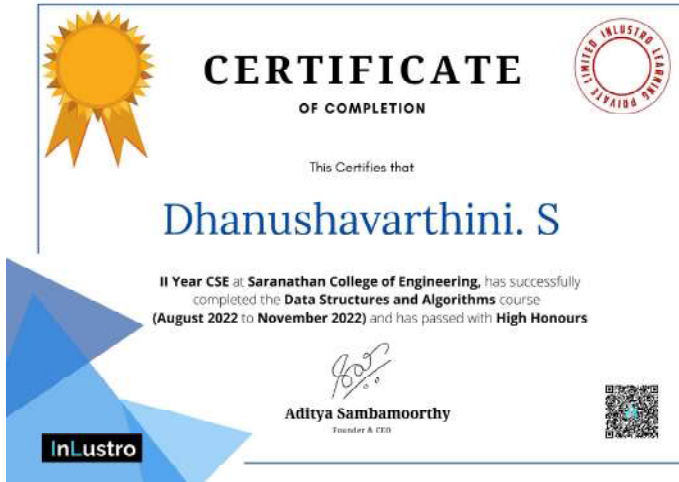 CERTIFICATE
OF COMPLETION
INLUSTRO LEARNING PRIVATE LIMITED
This Certifies that
Dhanushavarthini. S
II Year CSE at Saranathan College of Engineering, has successfully
completed the Data Structures and Algorithms course
(August 2022 to November 2022) and has passed with High Honours
Aditya Sambamoorthy
Founder & CEO
InLustro